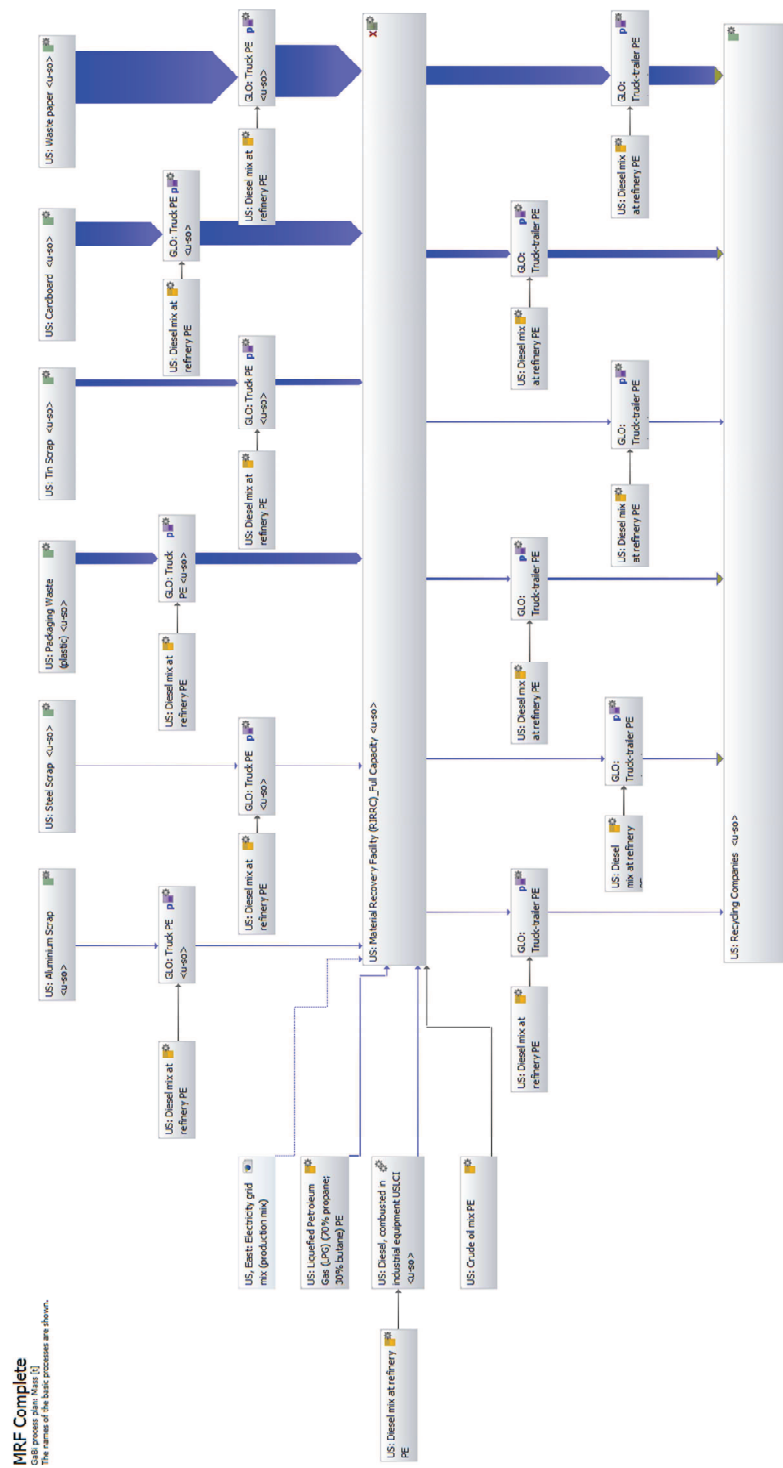 MRF Complete
GaBi process plan: Mass [t]
The names of the basic processes are shown.
US: Aluminium Scrap
<u-so>
US: Steel Scrap <u-so>
US: Packaging Waste
(plastic) <u-so>
US: Tin Scrap <u-so>
US: Cardboard <u-so>
US: Waste paper <u-so>
US: Diesel mix at
refinery PE
GLO: Truck PE
<u-so>
US: Diesel mix at
refinery PE
GLO: Truck
PE <u-so>
US: Diesel mix at
refinery PE
GLO: Truck PE
<u-so>
US: Diesel mix at
refinery PE
GLO: Truck PE
<u-so>
US: Diesel mix at
refinery PE
GLO: Truck PE
<u-so>
US: Diesel mix at
refinery PE
GLO: Truck PE
<u-so>
US, East: Electricity grid
mix (production mix)
US: Liquefied Petroleum
Gas (LPG) (70% propane;
30% butane) PE
US: Diesel mix at refinery
PE
US: Diesel, combusted in
industrial equipment USLCI
<u-so>
US: Crude oil mix PE
US: Material Recovery Facility (RIRRC)_Full Capacity <u-so>
US: Diesel mix at
refinery PE
GLO:
Truck-trailer PE
US: Diesel
mix at refinery
GLO:
Truck-trailer PE
US: Diesel mix
at refinery PE
GLO:
Truck-trailer PE
US: Diesel mix
at refinery PE
GLO:
Truck-trailer PE
US: Diesel mix
at refinery PE
GLO:
Truck-trailer PE
US: Diesel mix
at refinery PE
GLO:
Truck-trailer PE
US: Recycling Companies <u-so>